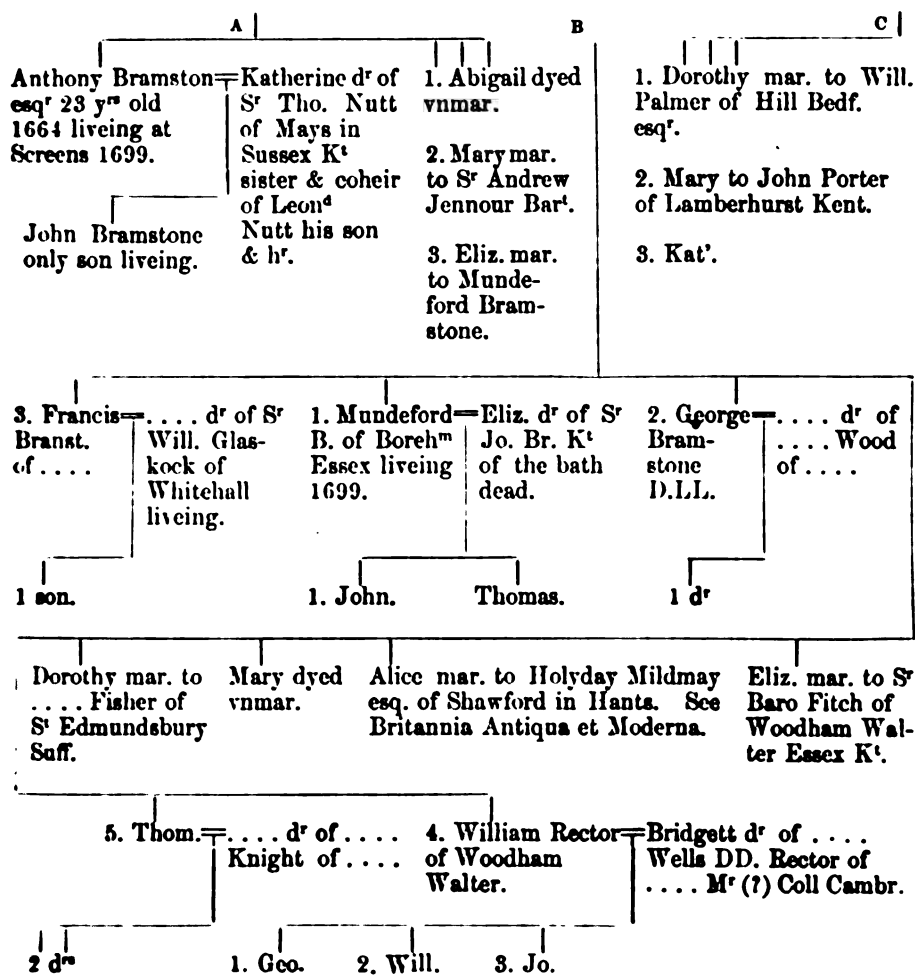 A B C
Anthony Bramston
esqʳ 23 yʳˢ old
1664 liveing at
Screens 1699.
Katherine dʳ of
Sʳ Tho. Nutt
of Mays in
Sussex Kᵗ
sister & coheir
of Leonᵈ
Nutt his son
& hʳ.
John Bramstone
only son liveing.
1. Abigail dyed
vnmar.
2. Mary mar.
to Sʳ Andrew
Jennour Barᵗ.
3. Eliz. mar.
to Munde-
ford Bram-
stone.
1. Dorothy mar. to Will.
Palmer of Hill Bedf.
esqʳ.
2. Mary to John Porter
of Lamberhurst Kent.
3. Kat'.
3. Francis
Branst.
of . . . .
. . . . dʳ of Sʳ
Will. Glas-
kock of
Whitehall
liveing.
1. Mundeford
B. of Borehᵐ
Essex liveing
1699.
Eliz. dʳ of Sʳ
Jo. Br. Kᵗ
of the bath
dead.
2. George
Bram-
stone
D.LL.
. . . . dʳ of
. . . . Wood
of . . . .
1 son.
1. John.
Thomas.
1 dʳ
Dorothy mar. to
. . . . Fisher of
Sᵗ Edmundsbury
Suff.
Mary dyed
vnmar.
Alice mar. to Holyday Mildmay
esq. of Shawford in Hants. See
Britannia Antiqua et Moderna.
Eliz. mar. to Sʳ
Baro Fitch of
Woodham Wal-
ter Essex Kᵗ.
5. Thom.
. . . . dʳ of . . . .
Knight of . . . .
4. William Rector
of Woodham
Walter.
Bridgett dʳ of . . . .
Wells DD. Rector of
. . . . Mʳ (?) Coll Cambr.
2 dʳˢ
1. Geo.
2. Will.
3. Jo.